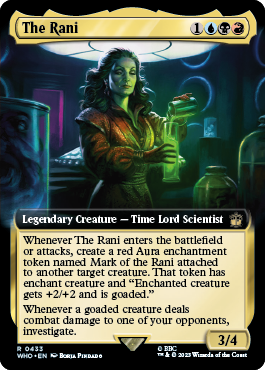 The Rani 1
Legendary Creature — Time Lord Scientist
Whenever The Rani enters the battlefield
or attacks, create a red Aura enchantment
token named Mark of the Rani attached
to another target creature. That token has
enchant creature and “Enchanted creature
gets +2/+2 and is goaded.”
Whenever a goaded creature deals
combat damage to one of your opponents,
investigate.
3/4
R 0433
WHO • EN Borja Pindado
© BBC
™ & © 2023 Wizards of the Coast